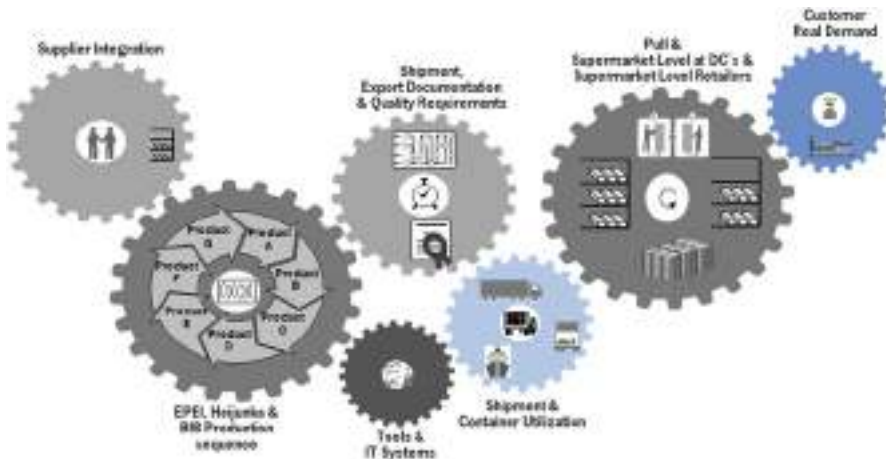 Supplier Integration
Shipment,
Export Documentation
& Quality Requirements
Pull &
Supermarket Level at DC's &
Supermarket Level Retailers
Customer
Real Demand
Product
G
Product
A
Product
B
Product
C
Product
D
Product
E
Product
F
EPEI, Heijunka &
BIB Production
sequence
Tools &
IT Systems
Shipment &
Container Utilization